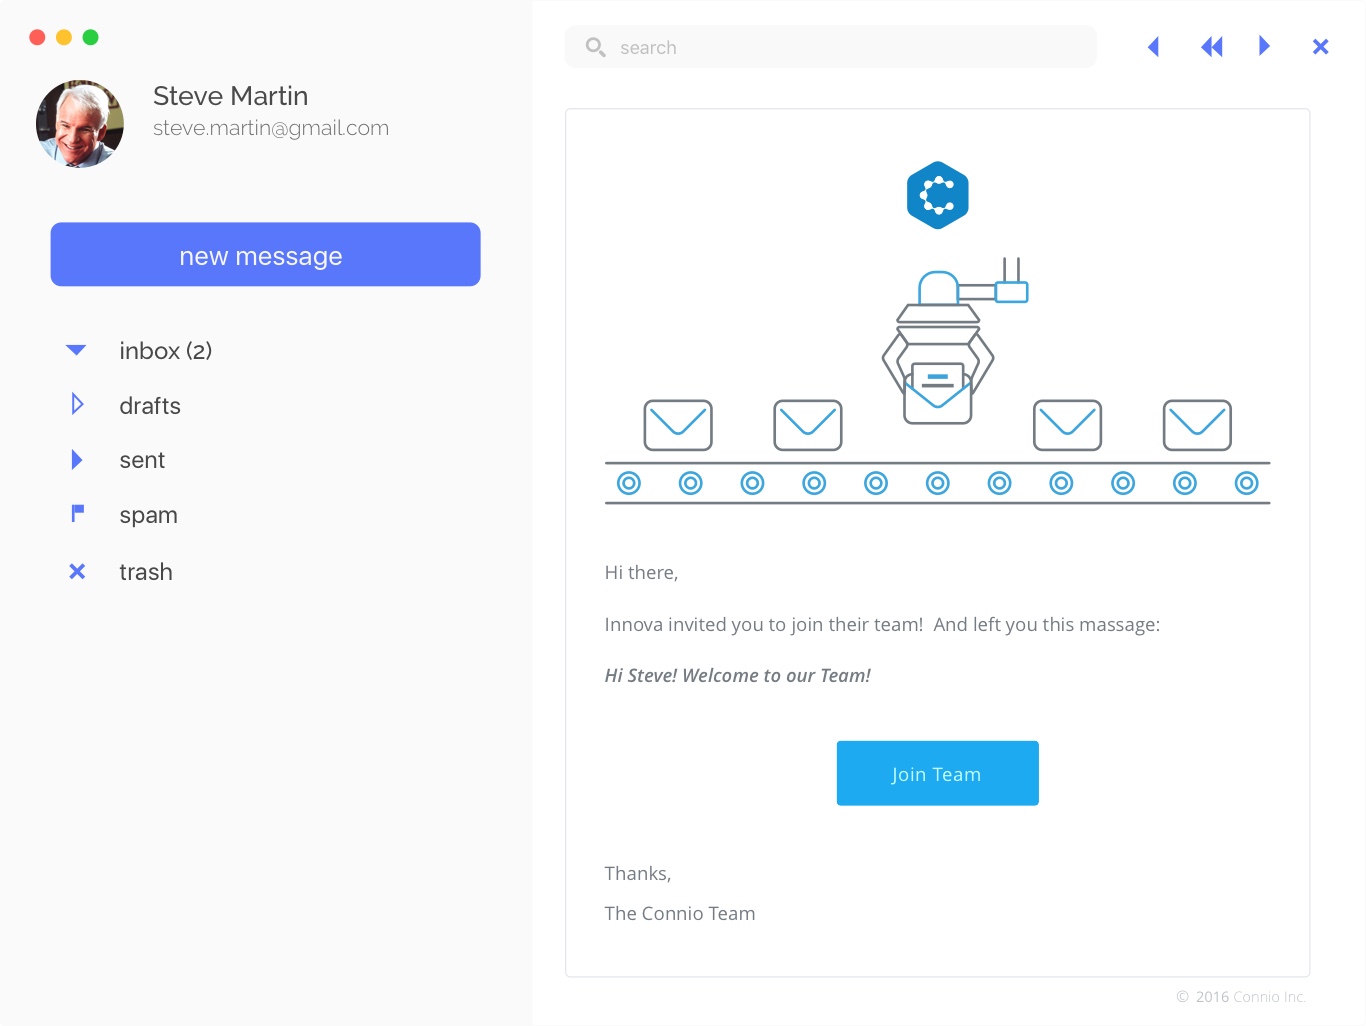 Steve Martin
steve.martin@gmail.com
new message
inbox (2)
drafts
sent
spam
trash
search
Hi there,
Innova invited you to join their team!  And left you this massage:
Hi Steve! Welcome to our Team!
Join Team
Thanks,
The Connio Team
© 2016 Connio Inc.